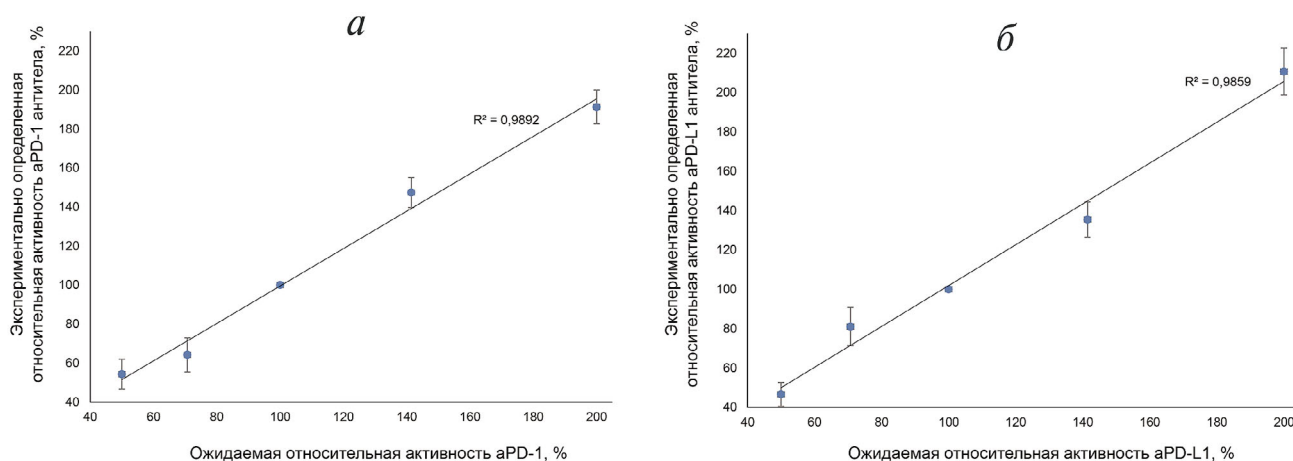 а
Экспериментально определенная
относительная активность aPD-1 антитела, %
220
200
180
160
140
120
100
80
60
40
R² = 0,9892
40 60 80 100 120 140 160 180 200
Ожидаемая относительная активность aPD-1, %
б
Экспериментально определенная
относительная активность aPD-L1 антитела, %
220
200
180
160
140
120
100
80
60
40
R² = 0,9859
40 60 80 100 120 140 160 180 200
Ожидаемая относительная активность aPD-L1, %